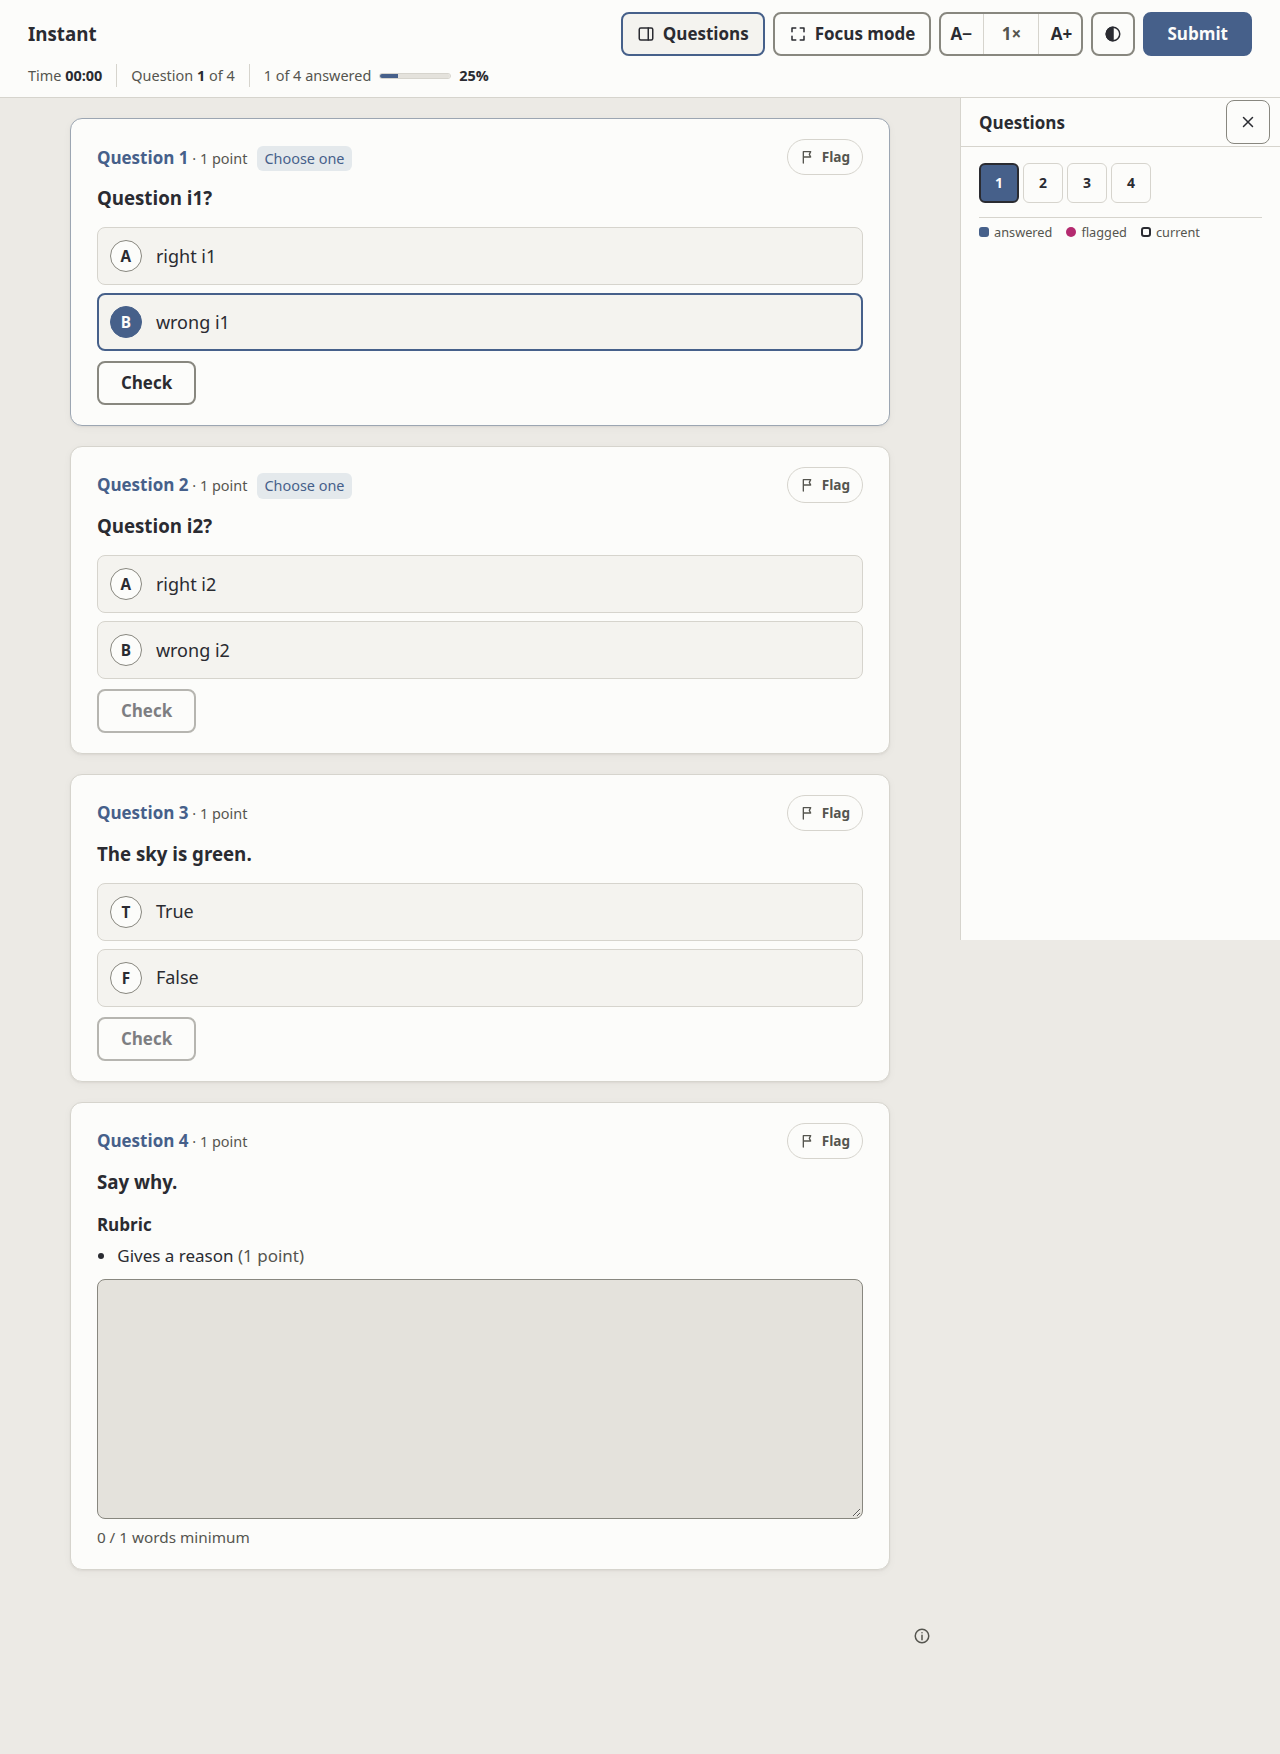 Instant
Questions
Focus mode
A−
1×
A+
Submit
Time 00:00
Question 1 of 4
1 of 4 answered
25%
Questions
1
2
3
4
answered
flagged
current
Question 1 · 1 point Choose one
Flag
Question i1?
A right i1
B wrong i1
Check
Question 2 · 1 point Choose one
Flag
Question i2?
A right i2
B wrong i2
Check
Question 3 · 1 point
Flag
The sky is green.
T True
F False
Check
Question 4 · 1 point
Flag
Say why.
Rubric
• Gives a reason (1 point)
0 / 1 words minimum